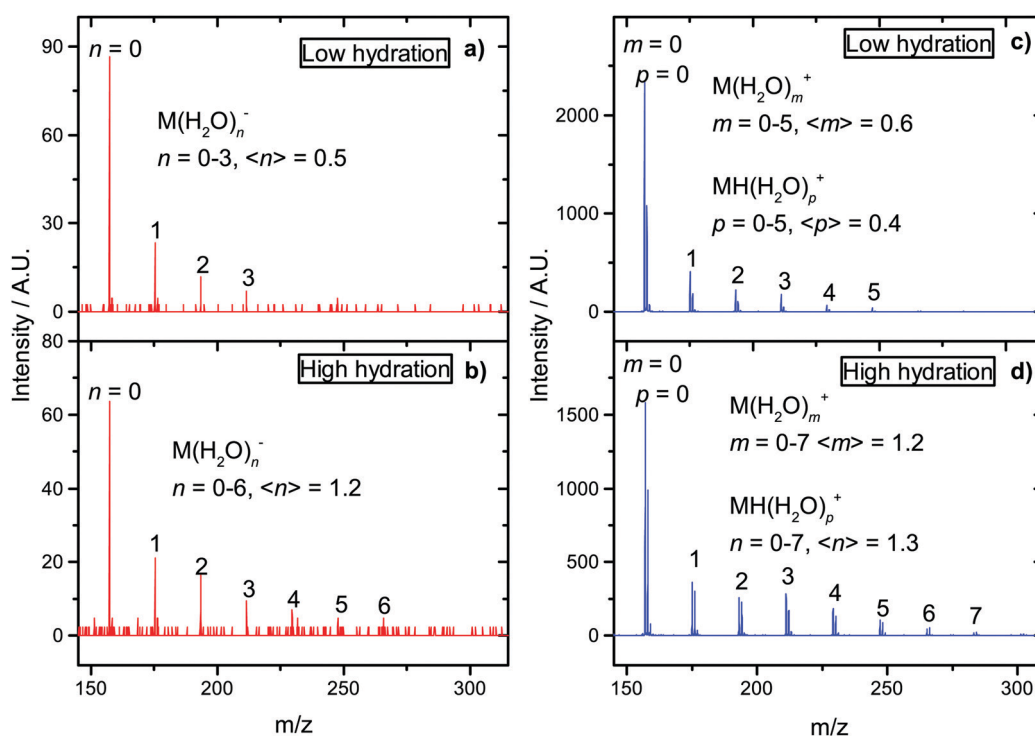 a)
Low hydration
n = 0
M(H₂O)ₙ⁻
n = 0-3, <n> = 0.5
1
2
3
90
60
30
0
b)
High hydration
n = 0
M(H₂O)ₙ⁻
n = 0-6, <n> = 1.2
1
2
3
4
5
6
80
60
40
20
0
Intensity / A.U.
150
200
250
300
m/z
c)
Low hydration
m = 0
p = 0
M(H₂O)ₘ⁺
m = 0-5, <m> = 0.6
MH(H₂O)ₚ⁺
p = 0-5, <p> = 0.4
1
2
3
4
5
2000
1000
0
d)
High hydration
m = 0
p = 0
M(H₂O)ₘ⁺
m = 0-7 <m> = 1.2
MH(H₂O)ₚ⁺
n = 0-7, <n> = 1.3
1
2
3
4
5
6
7
1500
1000
500
0
Intensity / A.U.
150
200
250
300
m/z